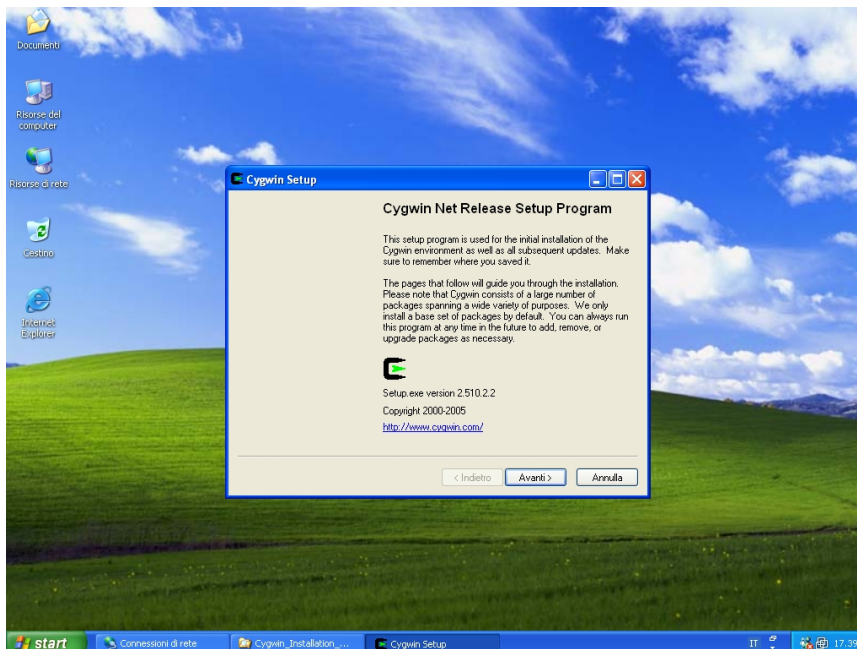 Documenti
Risorse del
computer
Risorse di rete
Cestino
Internet
Explorer
Cygwin Setup
Cygwin Net Release Setup Program
This setup program is used for the initial installation of the
Cygwin environment as well as all subsequent updates. Make
sure to remember where you saved it.
The pages that follow will guide you through the installation.
Please note that Cygwin consists of a large number of
packages spanning a wide variety of purposes. We only
install a base set of packages by default. You can always run
this program at any time in the future to add, remove, or
upgrade packages as necessary.
Setup.exe version 2.510.2.2
Copyright 2000-2005
http://www.cygwin.com/
< Indietro
Avanti >
Annulla
start
Connessioni di rete
Cygwin_Installation_...
Cygwin Setup
IT
17.39